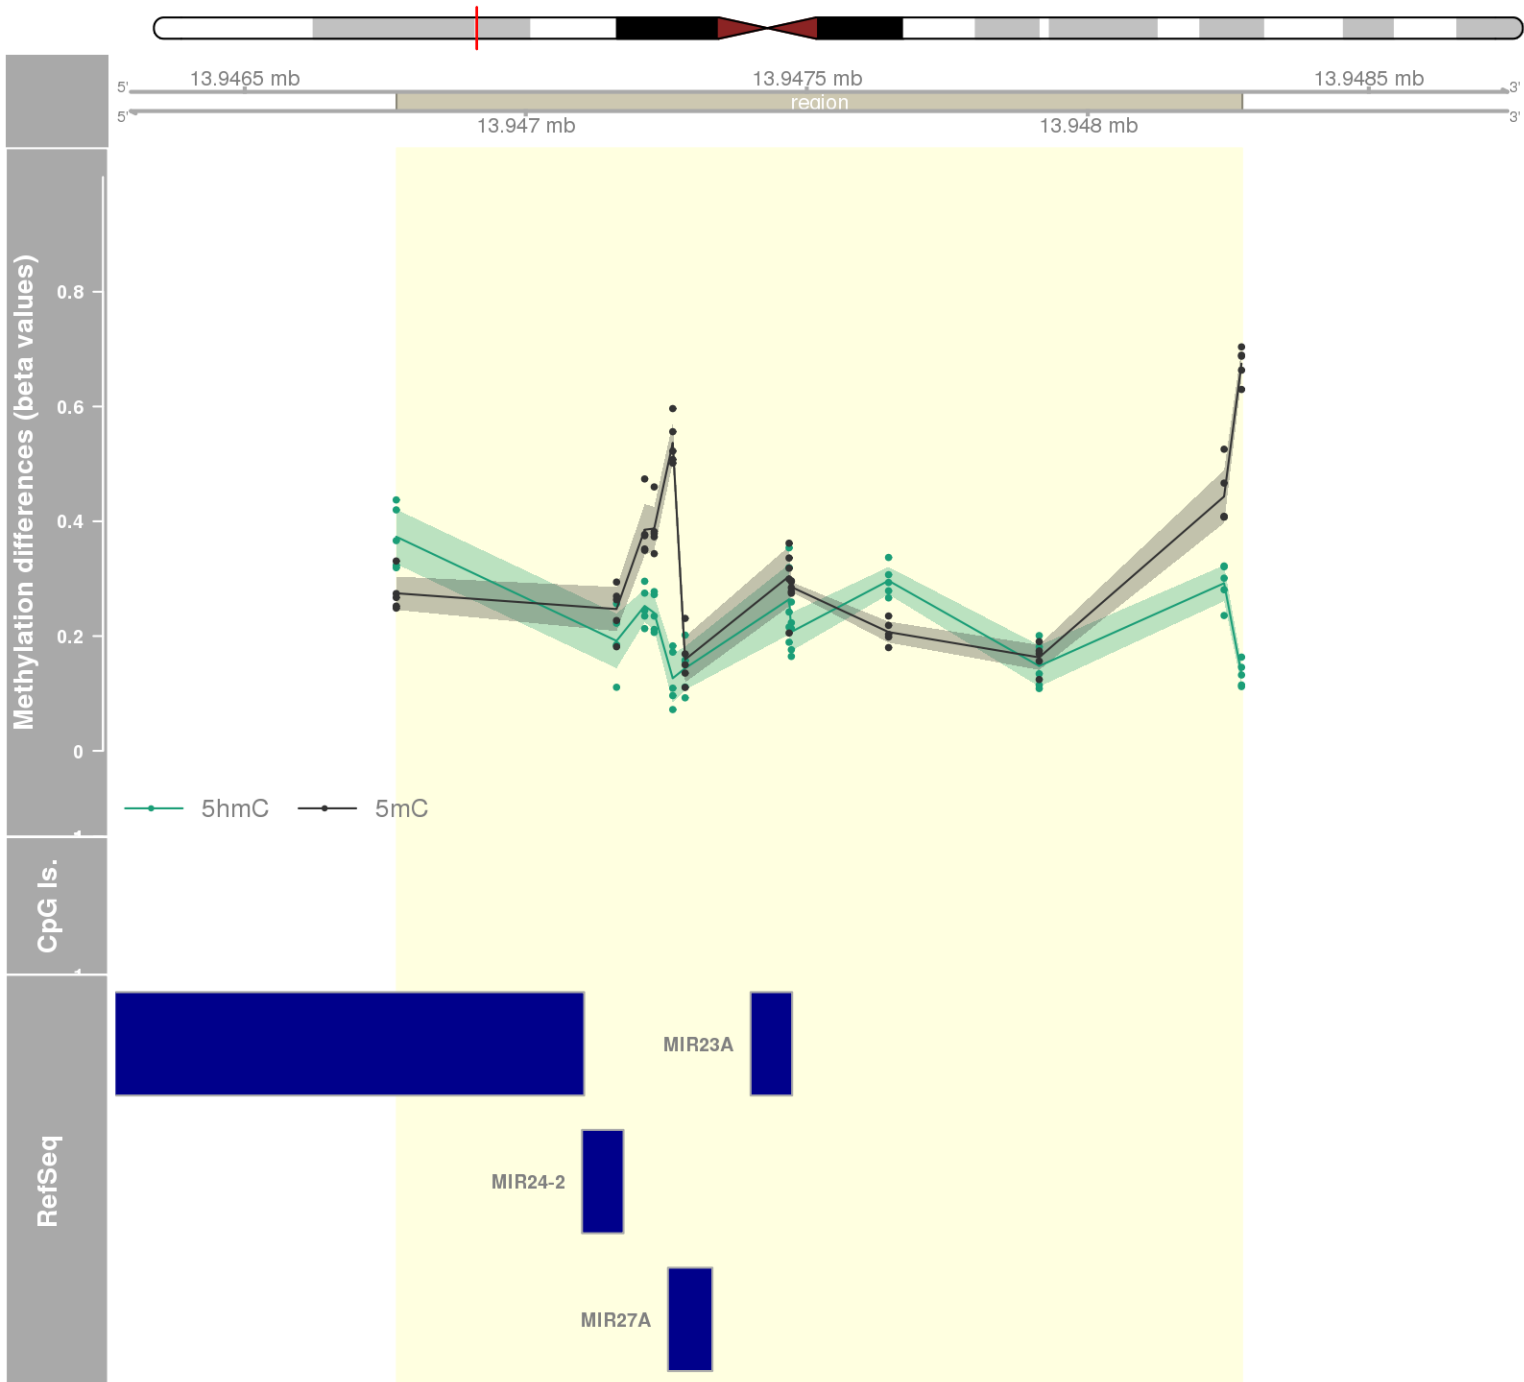 13.9465 mb
13.9475 mb
13.9485 mb
5'
3'
region
5'
3'
13.947 mb
13.948 mb
Methylation differences (beta values)
0.8
0.6
0.4
0.2
0
5hmC
5mC
CpG Is.
RefSeq
MIR23A
MIR24-2
MIR27A